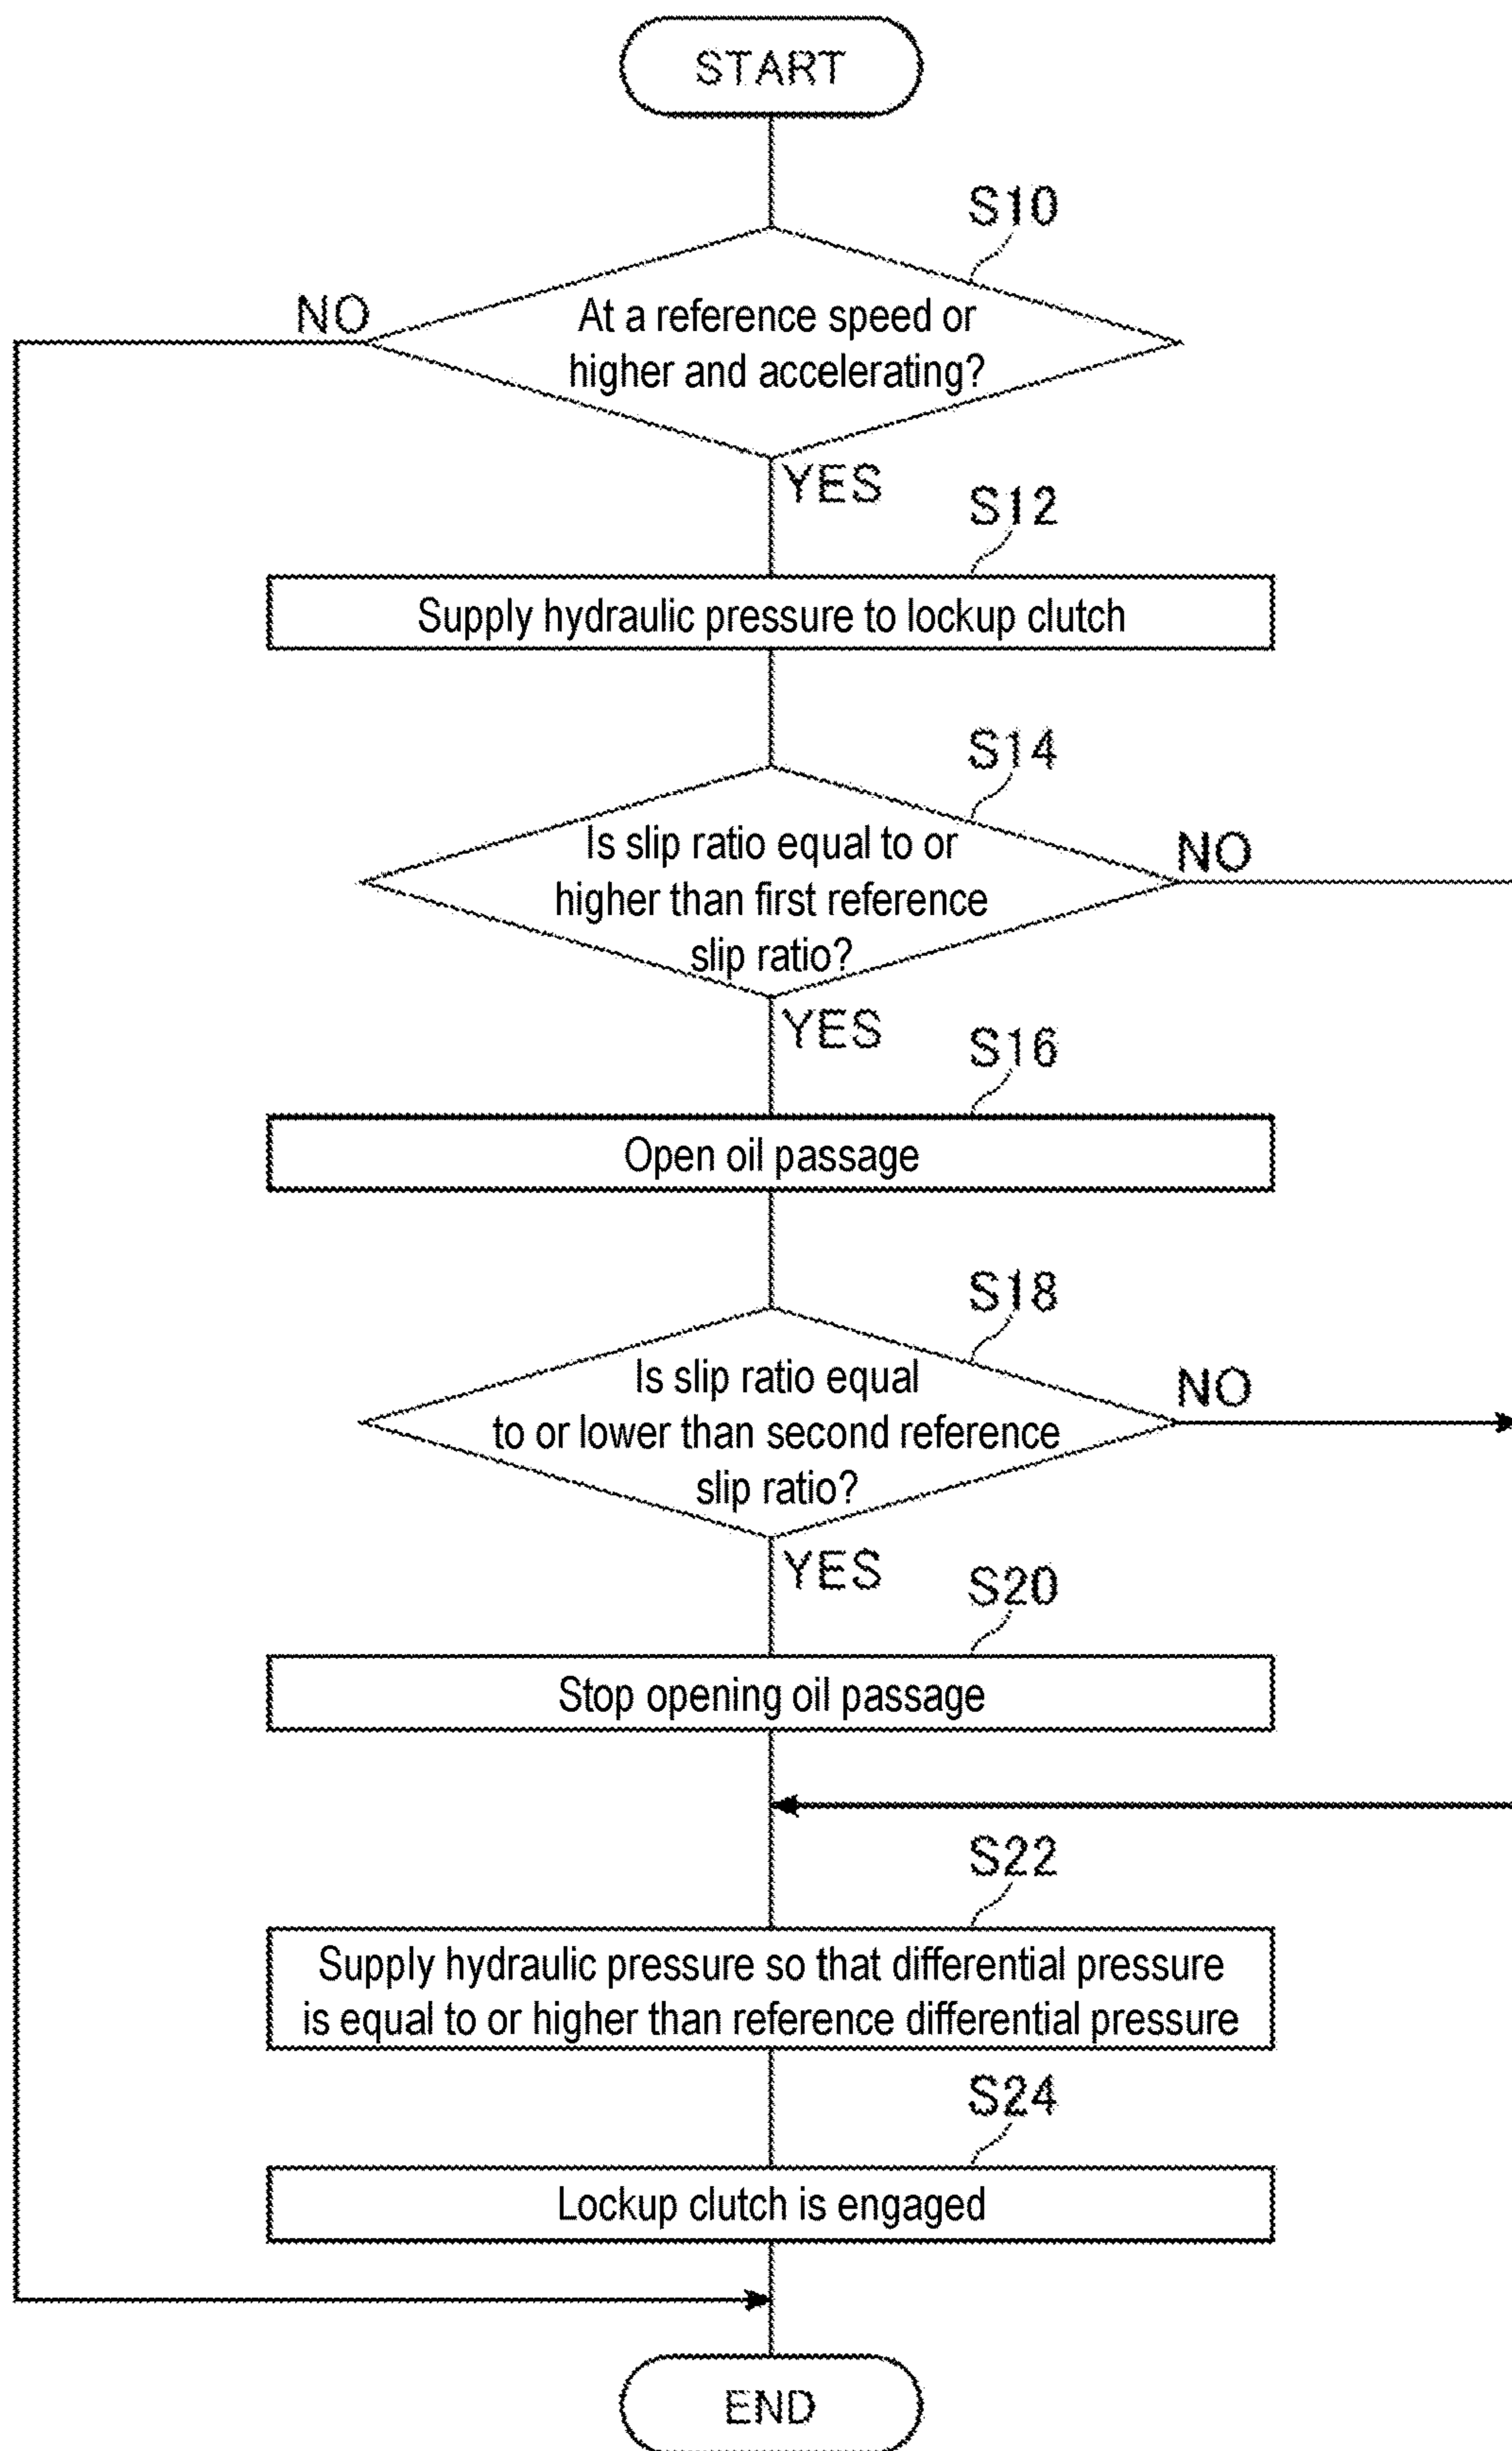 START
S10
NO
At a reference speed or
higher and accelerating?
YES
S12
Supply hydraulic pressure to lockup clutch
S14
Is slip ratio equal to or
higher than first reference
slip ratio?
NO
YES
S16
Open oil passage
S18
Is slip ratio equal
to or lower than second reference
slip ratio?
NO
YES
S20
Stop opening oil passage
S22
Supply hydraulic pressure so that differential pressure
is equal to or higher than reference differential pressure
S24
Lockup clutch is engaged
END